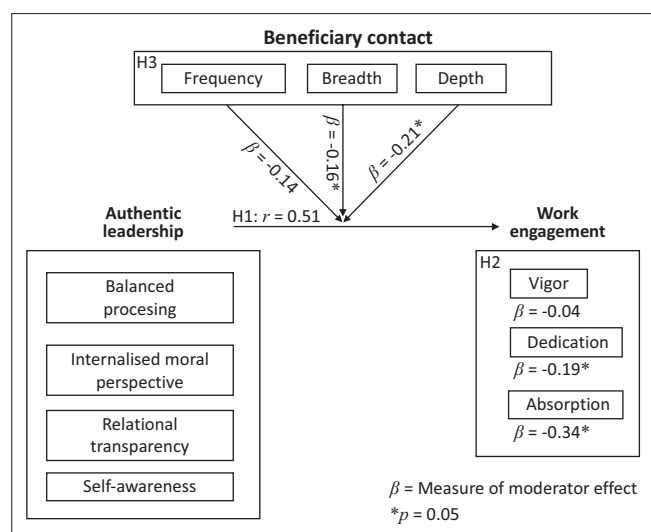 Beneficiary contact
H3
Frequency
Breadth
Depth
β = -0.14
β = -0.16*
β = -0.21*
Authentic
leadership
H1: r = 0.51
Work
engagement
Balanced
procesing
Internalised moral
perspective
Relational
transparency
Self-awareness
H2
Vigor
β = -0.04
Dedication
β = -0.19*
Absorption
β = -0.34*
β = Measure of moderator effect
*p = 0.05